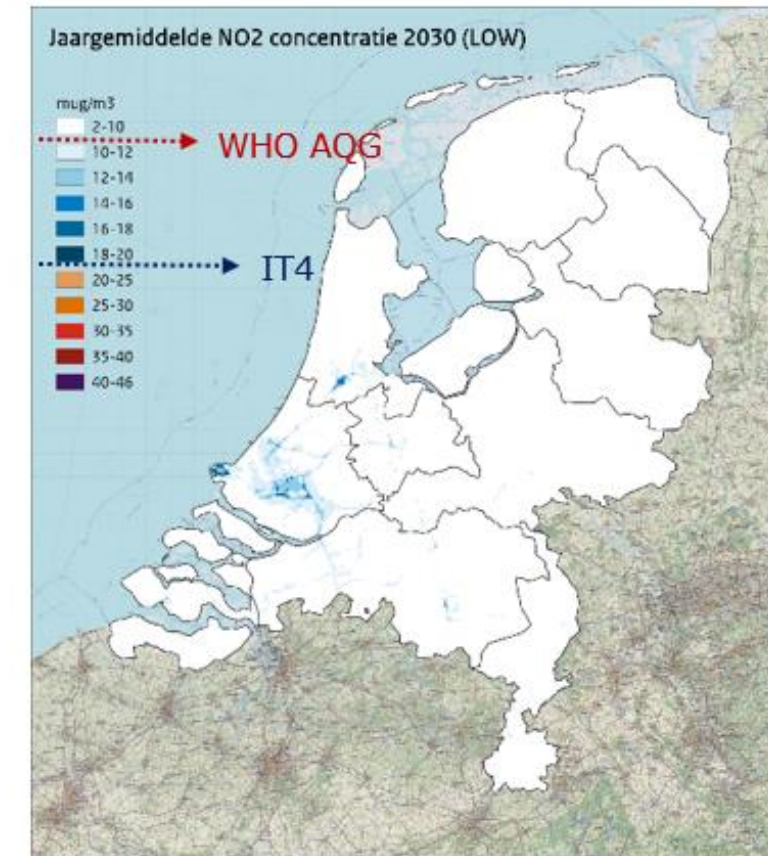 Jaargemiddelde NO2 concentratie 2030 (LOW)
mug/m3
2-10
WHO AQG
10-12
12-14
14-16
16-18
18-20
IT4
20-25
25-30
30-35
35-40
40-46